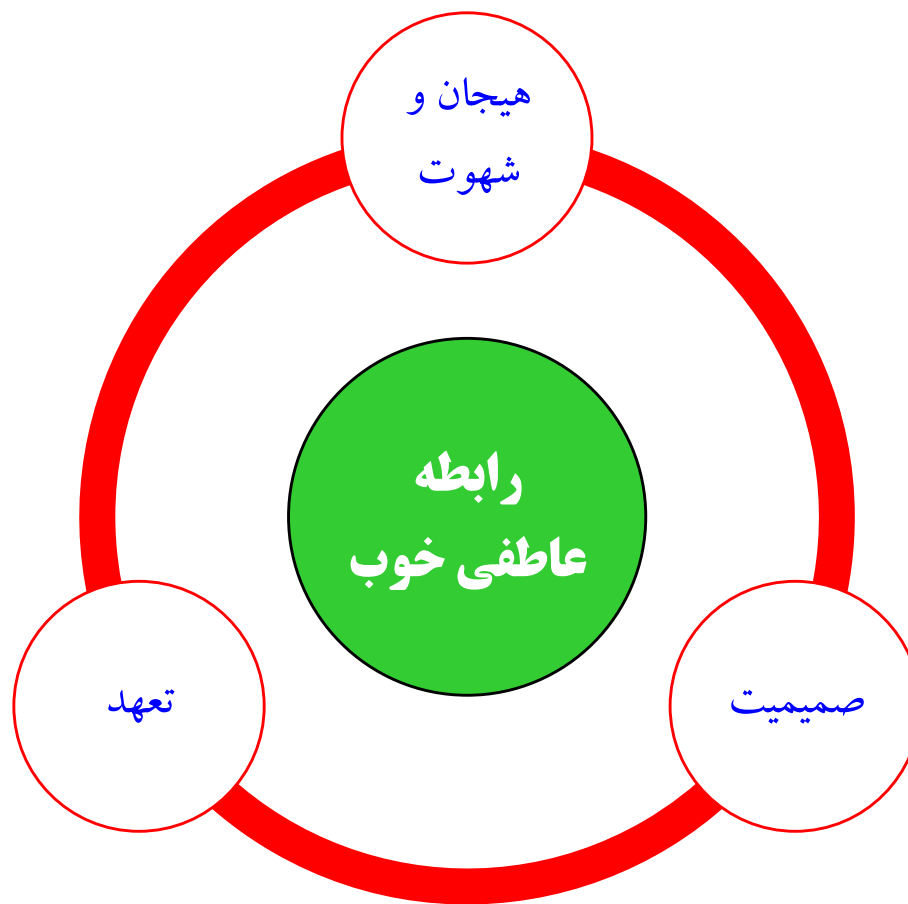 هیجان و
شهوت
رابطه
عاطفی خوب
صمیمیت
تعهد